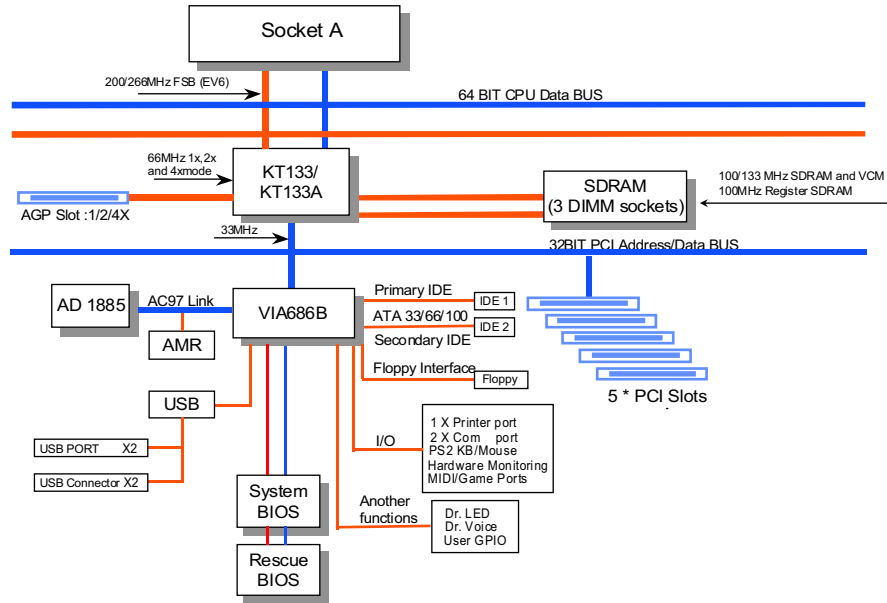 Socket A
200/266MHz FSB (EV6)
64 BIT CPU Data BUS
66MHz 1x,2x
and 4xmode
KT133/
KT133A
SDRAM
(3 DIMM sockets)
100/133 MHz SDRAM and VCM
100MHz Register SDRAM
AGP Slot :1/2/4X
33MHz
32BIT PCI Address/Data BUS
AD 1885
AC97 Link
VIA686B
Primary IDE
IDE 1
ATA 33/66/100
IDE 2
Secondary IDE
AMR
Floppy Interface
Floppy
5 * PCI Slots
USB
USB PORT X2
USB Connector X2
I/O
1 X Printer port
2 X Com port
PS2 KB/Mouse
Hardware Monitoring
MIDI/Game Ports
System
BIOS
Another
functions
Dr. LED
Dr. Voice
User GPIO
Rescue
BIOS